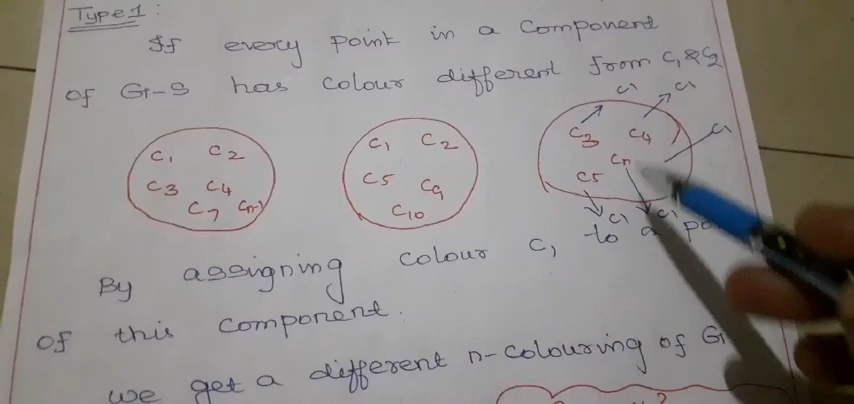 Type 1:
If every point in a component
of G-S has colour different from C1 & C2
C1 C1 C1
C1 C2
C3 C4
C7 Cn-1
C1 C2
C5 C9
C10
C3 C4
Cn
C5
C1 C1
By assigning colour C1 to a
of this component.
we get a different n-colouring of G